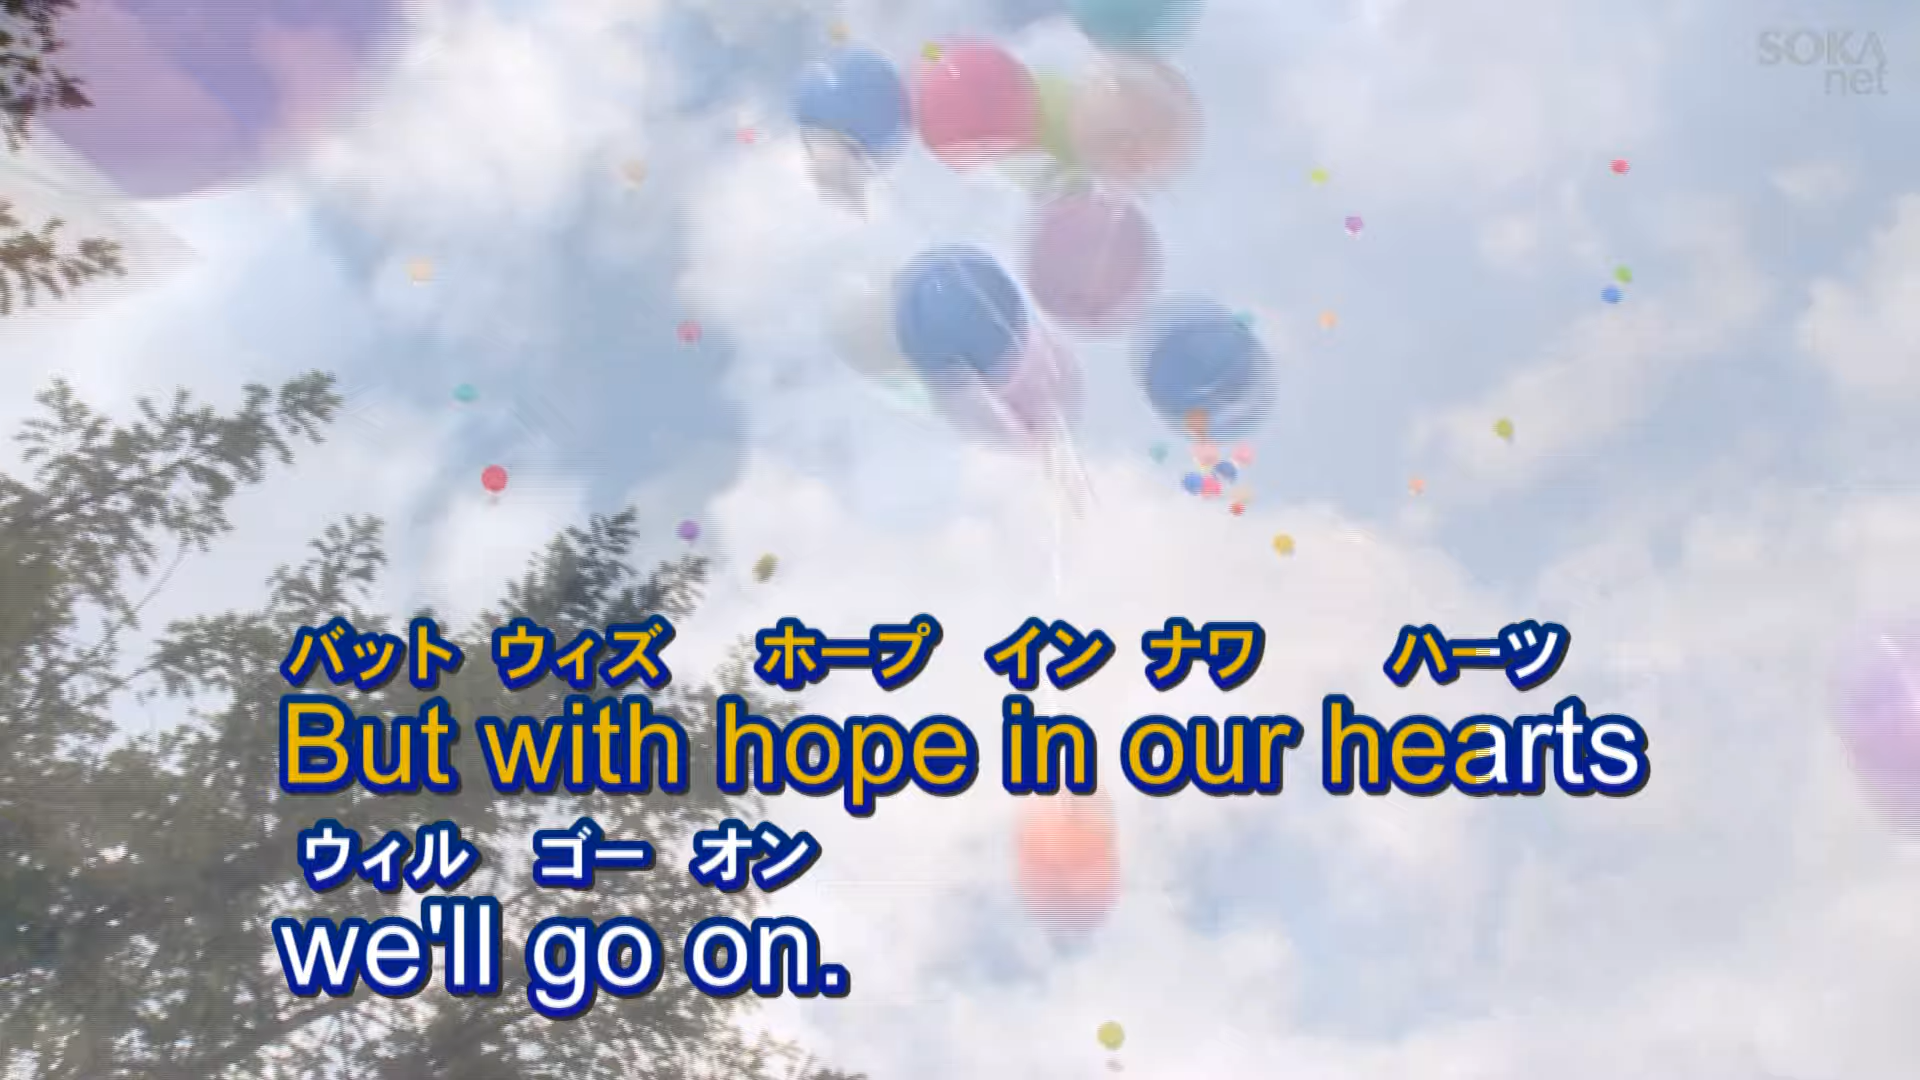 SOKA
net
バット ウィズ ホープ イン ナワ ハーツ
But with hope in our hearts
ウィル ゴー オン
we'll go on.